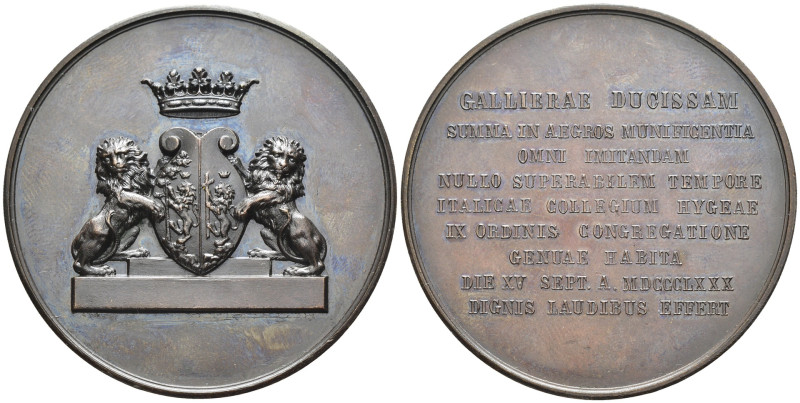 GALLIERAE DUCISSAM
SUMMA IN AEGROS MUNIFICENTIA
OMNI IMITANDAM
NULLO SUPERABILEM TEMPORE
ITALICAE COLLEGIUM HYGEAE
IX ORDINIS CONGREGATIONE
GENUAE HABITA
DIE XV SEPT. A. MDCCCLXXX
DIGNIS LAUDIBUS EFFERT